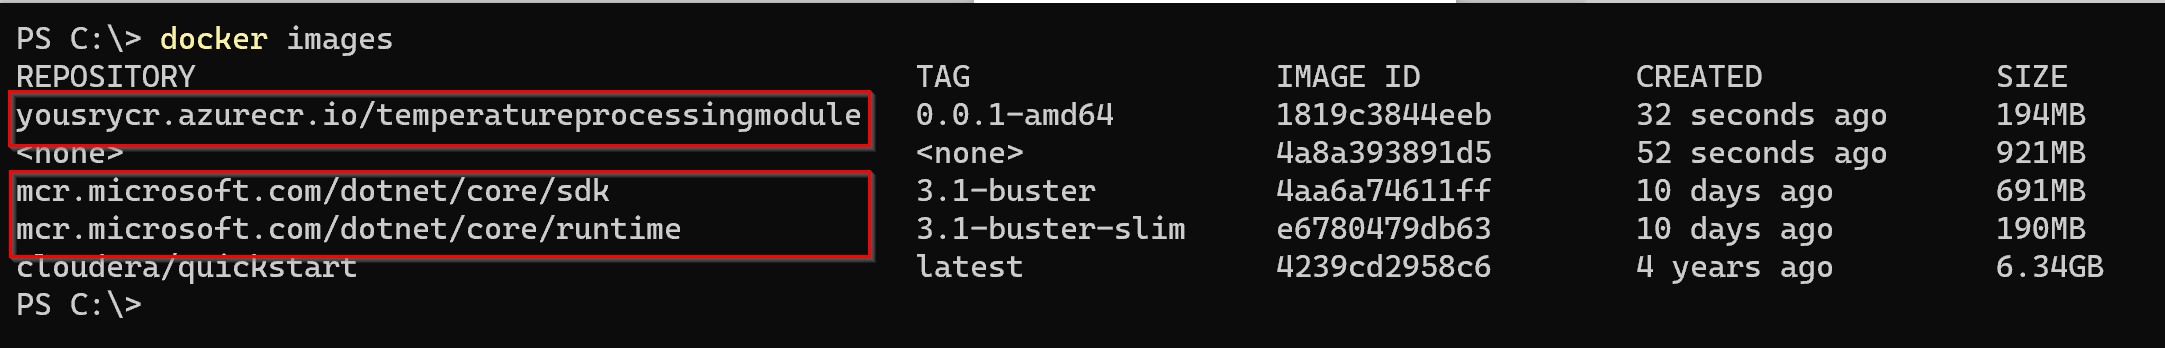 PS C:\> docker images
REPOSITORY TAG IMAGE ID CREATED SIZE
yousrycr.azurecr.io/temperatureprocessingmodule 0.0.1-amd64 1819c3844eeb 32 seconds ago 194MB
<none> <none> 4a8a393891d5 52 seconds ago 921MB
mcr.microsoft.com/dotnet/core/sdk 3.1-buster 4aa6a74611ff 10 days ago 691MB
mcr.microsoft.com/dotnet/core/runtime 3.1-buster-slim e6780479db63 10 days ago 190MB
cloudera/quickstart latest 4239cd2958c6 4 years ago 6.34GB
PS C:\>